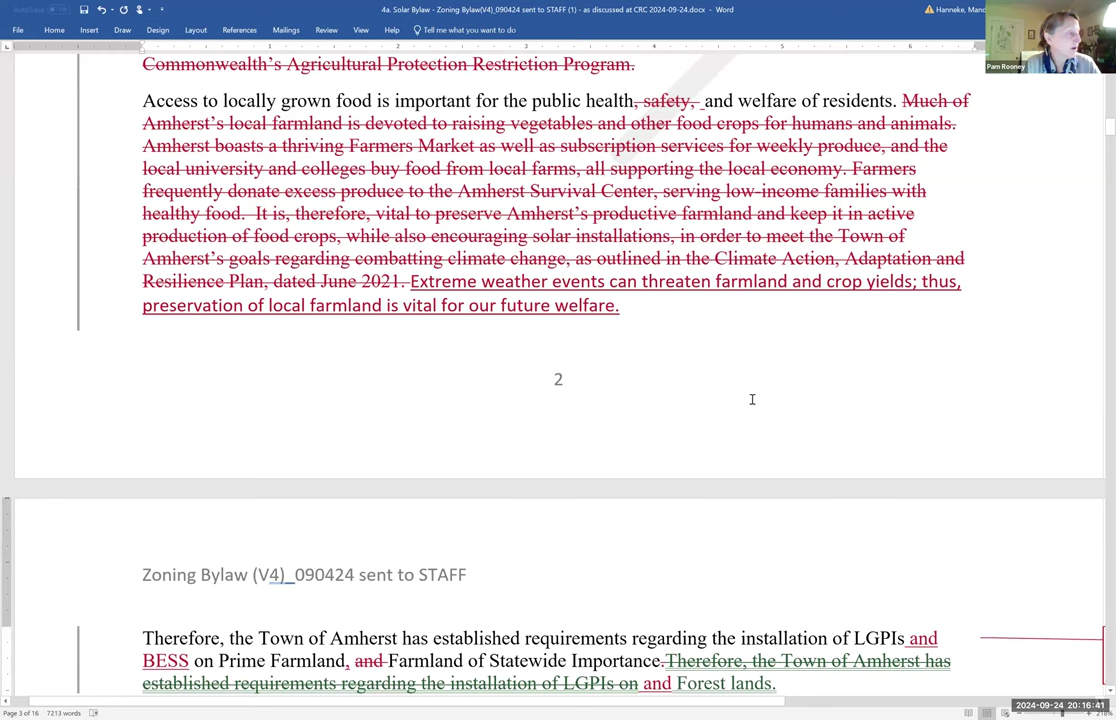 AutoSave
4a. Solar Bylaw - Zoning Bylaw(V4)_090424 sent to STAFF (1) - as discussed at CRC 2024-09-24.docx - Word
Hanneke, Manc
File Home Insert Draw Design Layout References Mailings Review View Help Tell me what you want to do
Pam Rooney
1 2 3 4 5 6
Commonwealth's Agricultural Protection Restriction Program.
Access to locally grown food is important for the public health, safety, and welfare of residents. Much of
Amherst's local farmland is devoted to raising vegetables and other food crops for humans and animals.
Amherst boasts a thriving Farmers Market as well as subscription services for weekly produce, and the
local university and colleges buy food from local farms, all supporting the local economy. Farmers
frequently donate excess produce to the Amherst Survival Center, serving low-income families with
healthy food. It is, therefore, vital to preserve Amherst's productive farmland and keep it in active
production of food crops, while also encouraging solar installations, in order to meet the Town of
Amherst's goals regarding combatting climate change, as outlined in the Climate Action, Adaptation and
Resilience Plan, dated June 2021. Extreme weather events can threaten farmland and crop yields; thus,
preservation of local farmland is vital for our future welfare.
2
Zoning Bylaw (V4)_090424 sent to STAFF
Therefore, the Town of Amherst has established requirements regarding the installation of LGPIs and
BESS on Prime Farmland, and Farmland of Statewide Importance.Therefore, the Town of Amherst has
established requirements regarding the installation of LGPIs on and Forest lands.
Page 3 of 16 7213 words
2024-09-24 20:16:41